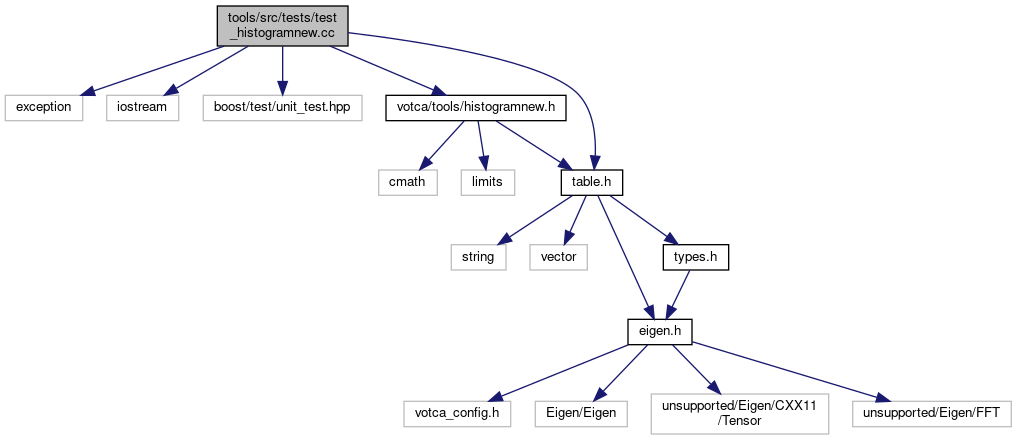 tools/src/tests/test
_histogramnew.cc
exception
iostream
boost/test/unit_test.hpp
votca/tools/histogramnew.h
cmath
limits
table.h
string
vector
types.h
eigen.h
votca_config.h
Eigen/Eigen
unsupported/Eigen/CXX11
/Tensor
unsupported/Eigen/FFT